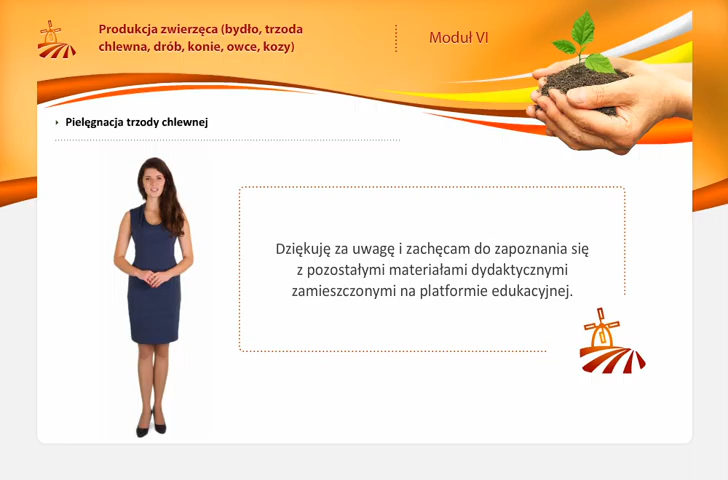 Produkcja zwierzęca (bydło, trzoda
chlewna, drób, konie, owce, kozy)
Moduł VI
Pielęgnacja trzody chlewnej
Dziękuję za uwagę i zachęcam do zapoznania się
z pozostałymi materiałami dydaktycznymi
zamieszczonymi na platformie edukacyjnej.